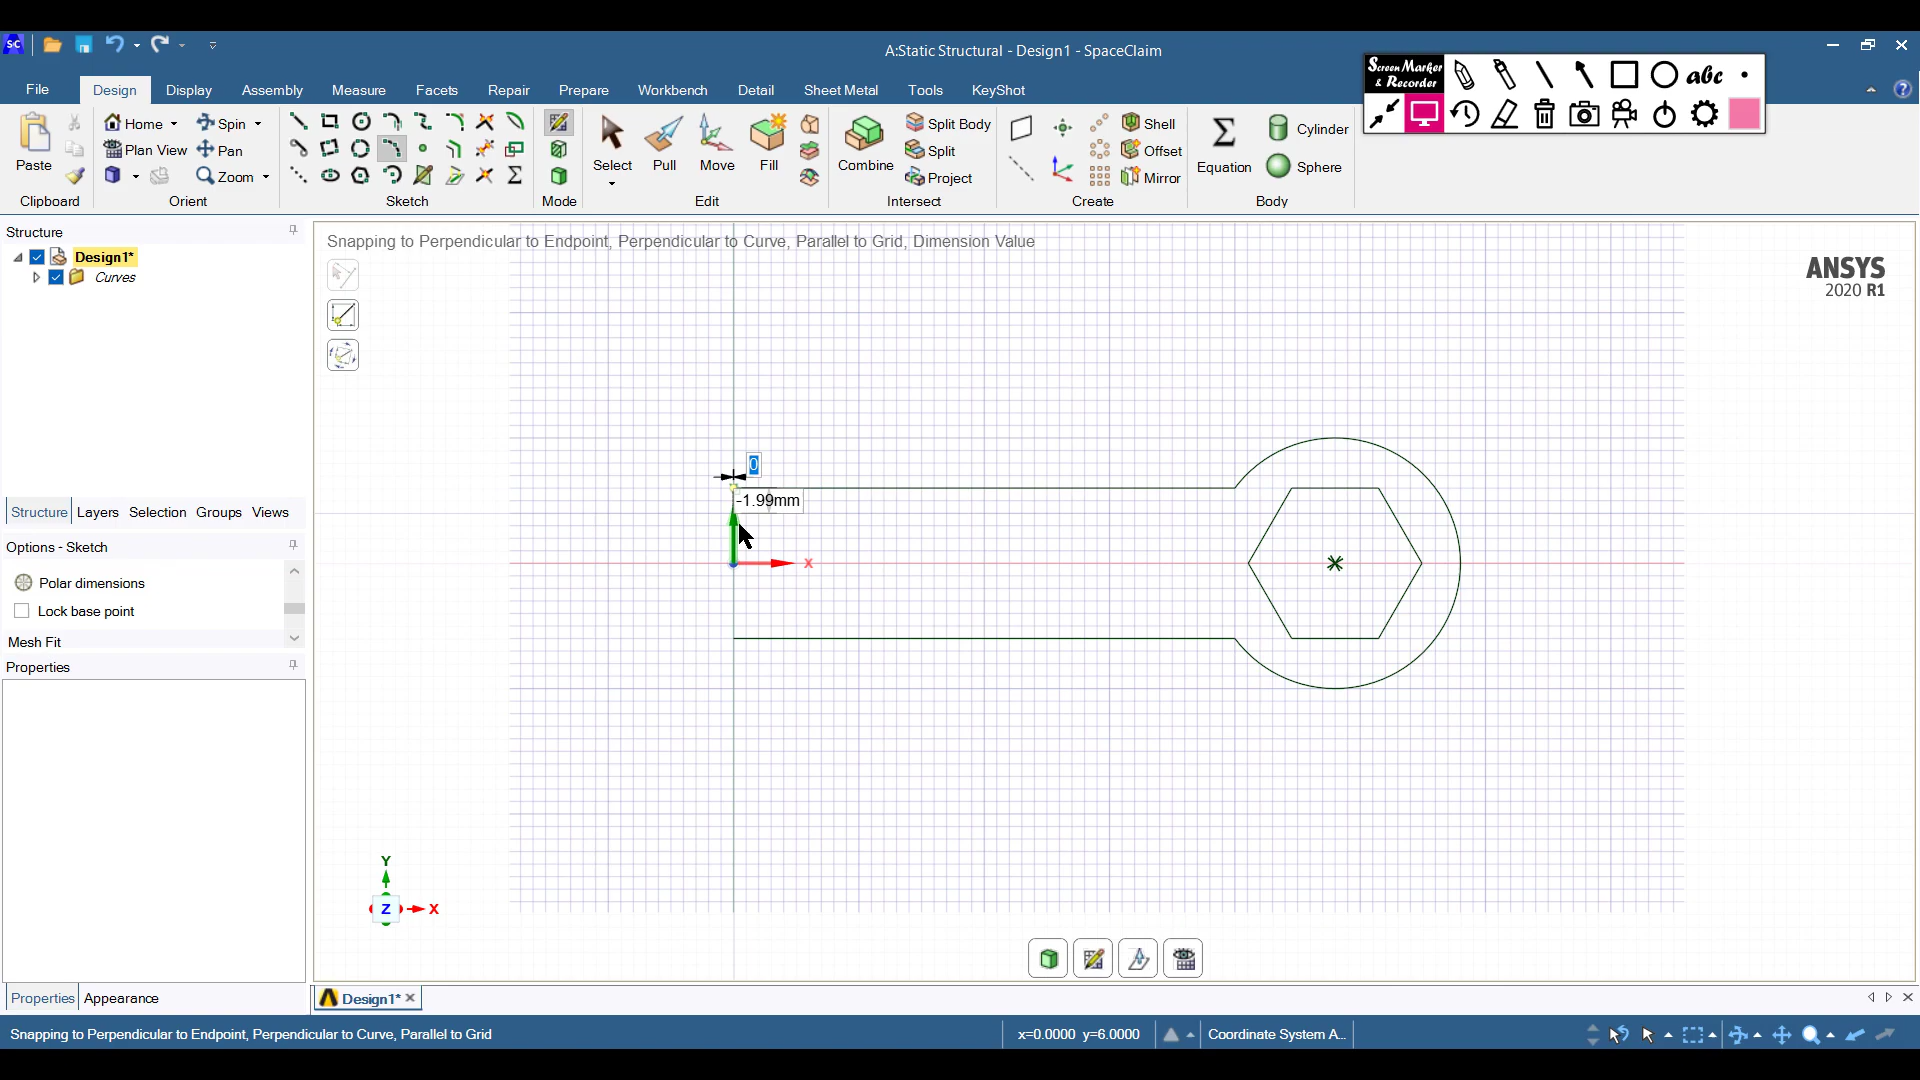 SC
A:Static Structural - Design1 - SpaceClaim
Screen Marker
& Recorder
abc
File Design Display Assembly Measure Facets Repair Prepare Workbench Detail Sheet Metal Tools KeyShot
Paste
Home
Plan View
Spin
Pan
Zoom
Select
Pull
Move
Fill
Combine
Split Body
Split
Project
Shell
Offset
Mirror
Equation
Cylinder
Sphere
Clipboard Orient Sketch Mode Edit Intersect Create Body
Structure
Design1*
Curves
Structure Layers Selection Groups Views
Options - Sketch
Polar dimensions
Lock base point
Mesh Fit
Properties
Properties Appearance
Snapping to Perpendicular to Endpoint, Perpendicular to Curve, Parallel to Grid, Dimension Value
ANSYS
2020 R1
0
-1.99mm
X
Y
Z
X
Design1*
Snapping to Perpendicular to Endpoint, Perpendicular to Curve, Parallel to Grid
x=0.0000 y=6.0000
Coordinate System A...